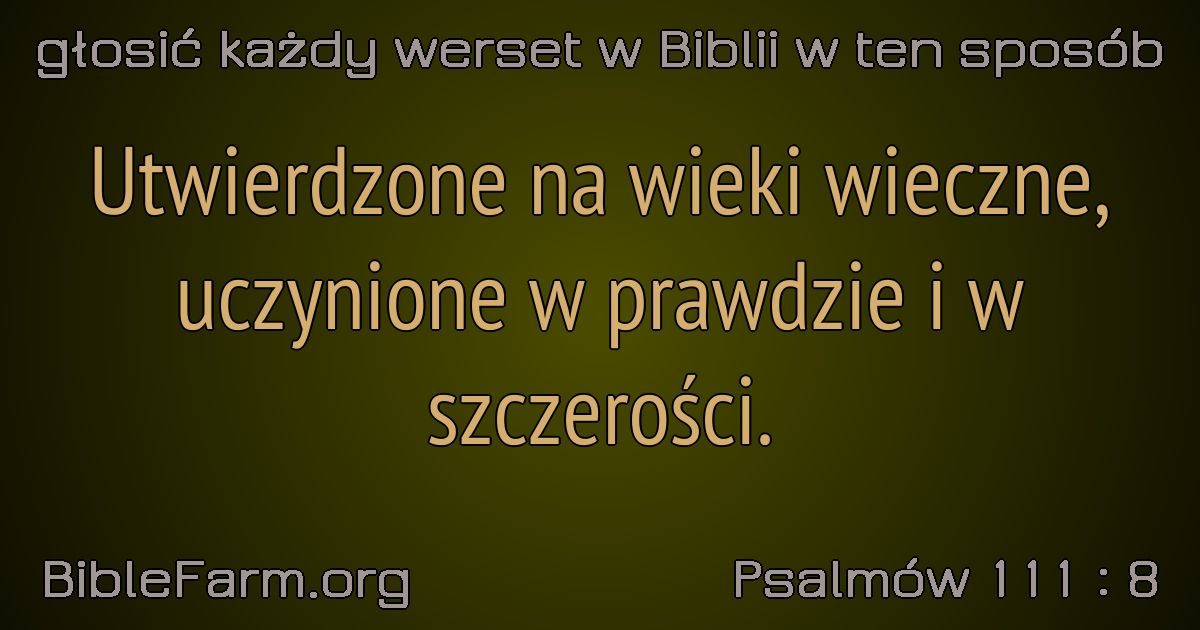 głosić każdy werset w Biblii w ten sposób
Utwierdzone na wieki wieczne,
uczynione w prawdzie i w
szczerości.
BibleFarm.org
Psalmów 111 : 8